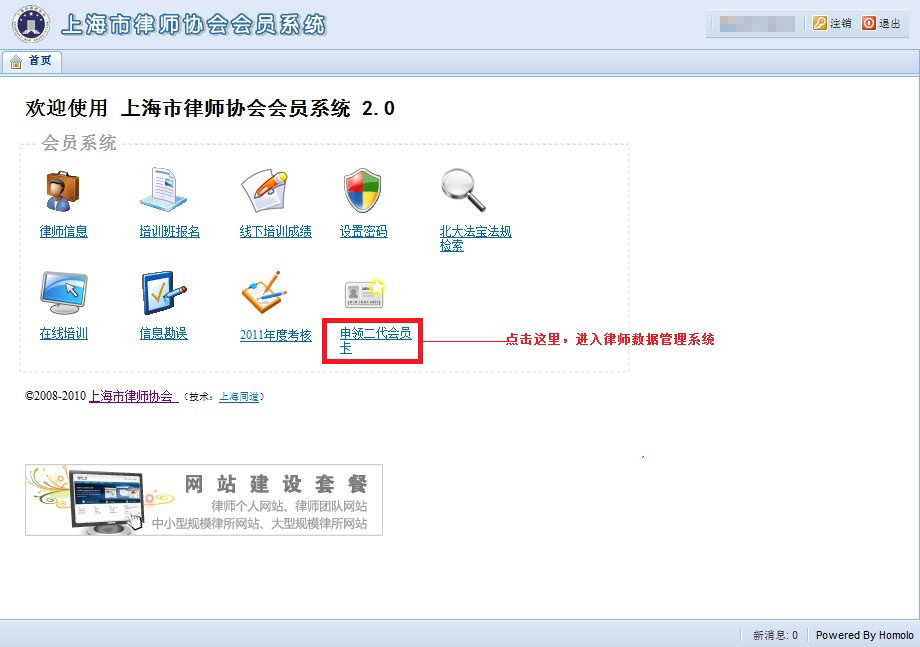 上海市律师协会会员系统
注销
退出
首页
欢迎使用 上海市律师协会会员系统 2.0
会员系统
律师信息
培训班报名
线下培训成绩
设置密码
北大法宝法规
检索
在线培训
信息勘误
2011年度考核
申领二代会员
卡
点击这里，进入律师数据管理系统
©2008-2010 上海市律师协会 （技术：上海同道）
网站建设套餐
律师个人网站、律师团队网站
中小型规模律所网站、大型规模律所网站
新消息: 0
Powered By Homolo